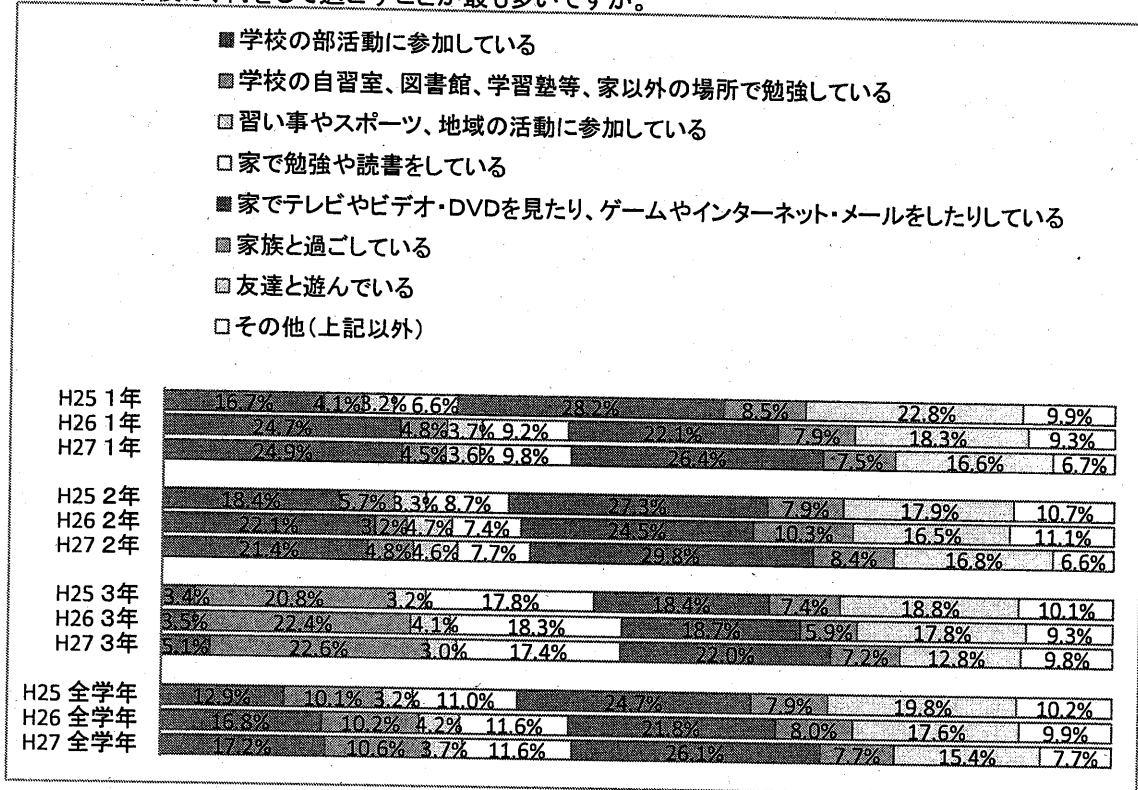 何をして過ごすことが最も多いですか。
■学校の部活動に参加している
■学校の自習室、図書館、学習塾等、家以外の場所で勉強している
□習い事やスポーツ、地域の活動に参加している
□家で勉強や読書をしている
■家でテレビやビデオ・DVDを見たり、ゲームやインターネット・メールをしたりしている
■家族と過ごしている
□友達と遊んでいる
□その他(上記以外)
H25 1年 16.7% 4.1% 3.2% 6.6% 28.2% 8.5% 22.8% 9.9%
H26 1年 24.7% 4.8% 3.7% 9.2% 22.1% 7.9% 18.3% 9.3%
H27 1年 24.9% 4.5% 3.6% 9.8% 26.4% 7.5% 16.6% 6.7%
H25 2年 18.4% 5.7% 3.3% 8.7% 27.3% 7.9% 17.9% 10.7%
H26 2年 22.1% 3.2% 4.7% 7.4% 24.5% 10.3% 16.5% 11.1%
H27 2年 21.4% 4.8% 4.6% 7.7% 29.8% 8.4% 16.8% 6.6%
H25 3年 3.4% 20.8% 3.2% 17.8% 18.4% 7.4% 18.8% 10.1%
H26 3年 3.5% 22.4% 4.1% 18.3% 18.7% 5.9% 17.8% 9.3%
H27 3年 5.1% 22.6% 3.0% 17.4% 22.0% 7.2% 12.8% 9.8%
H25 全学年 12.9% 10.1% 3.2% 11.0% 24.7% 7.9% 19.8% 10.2%
H26 全学年 16.8% 10.2% 4.2% 11.6% 21.8% 8.0% 17.6% 9.9%
H27 全学年 17.2% 10.6% 3.7% 11.6% 26.1% 7.7% 15.4% 7.7%